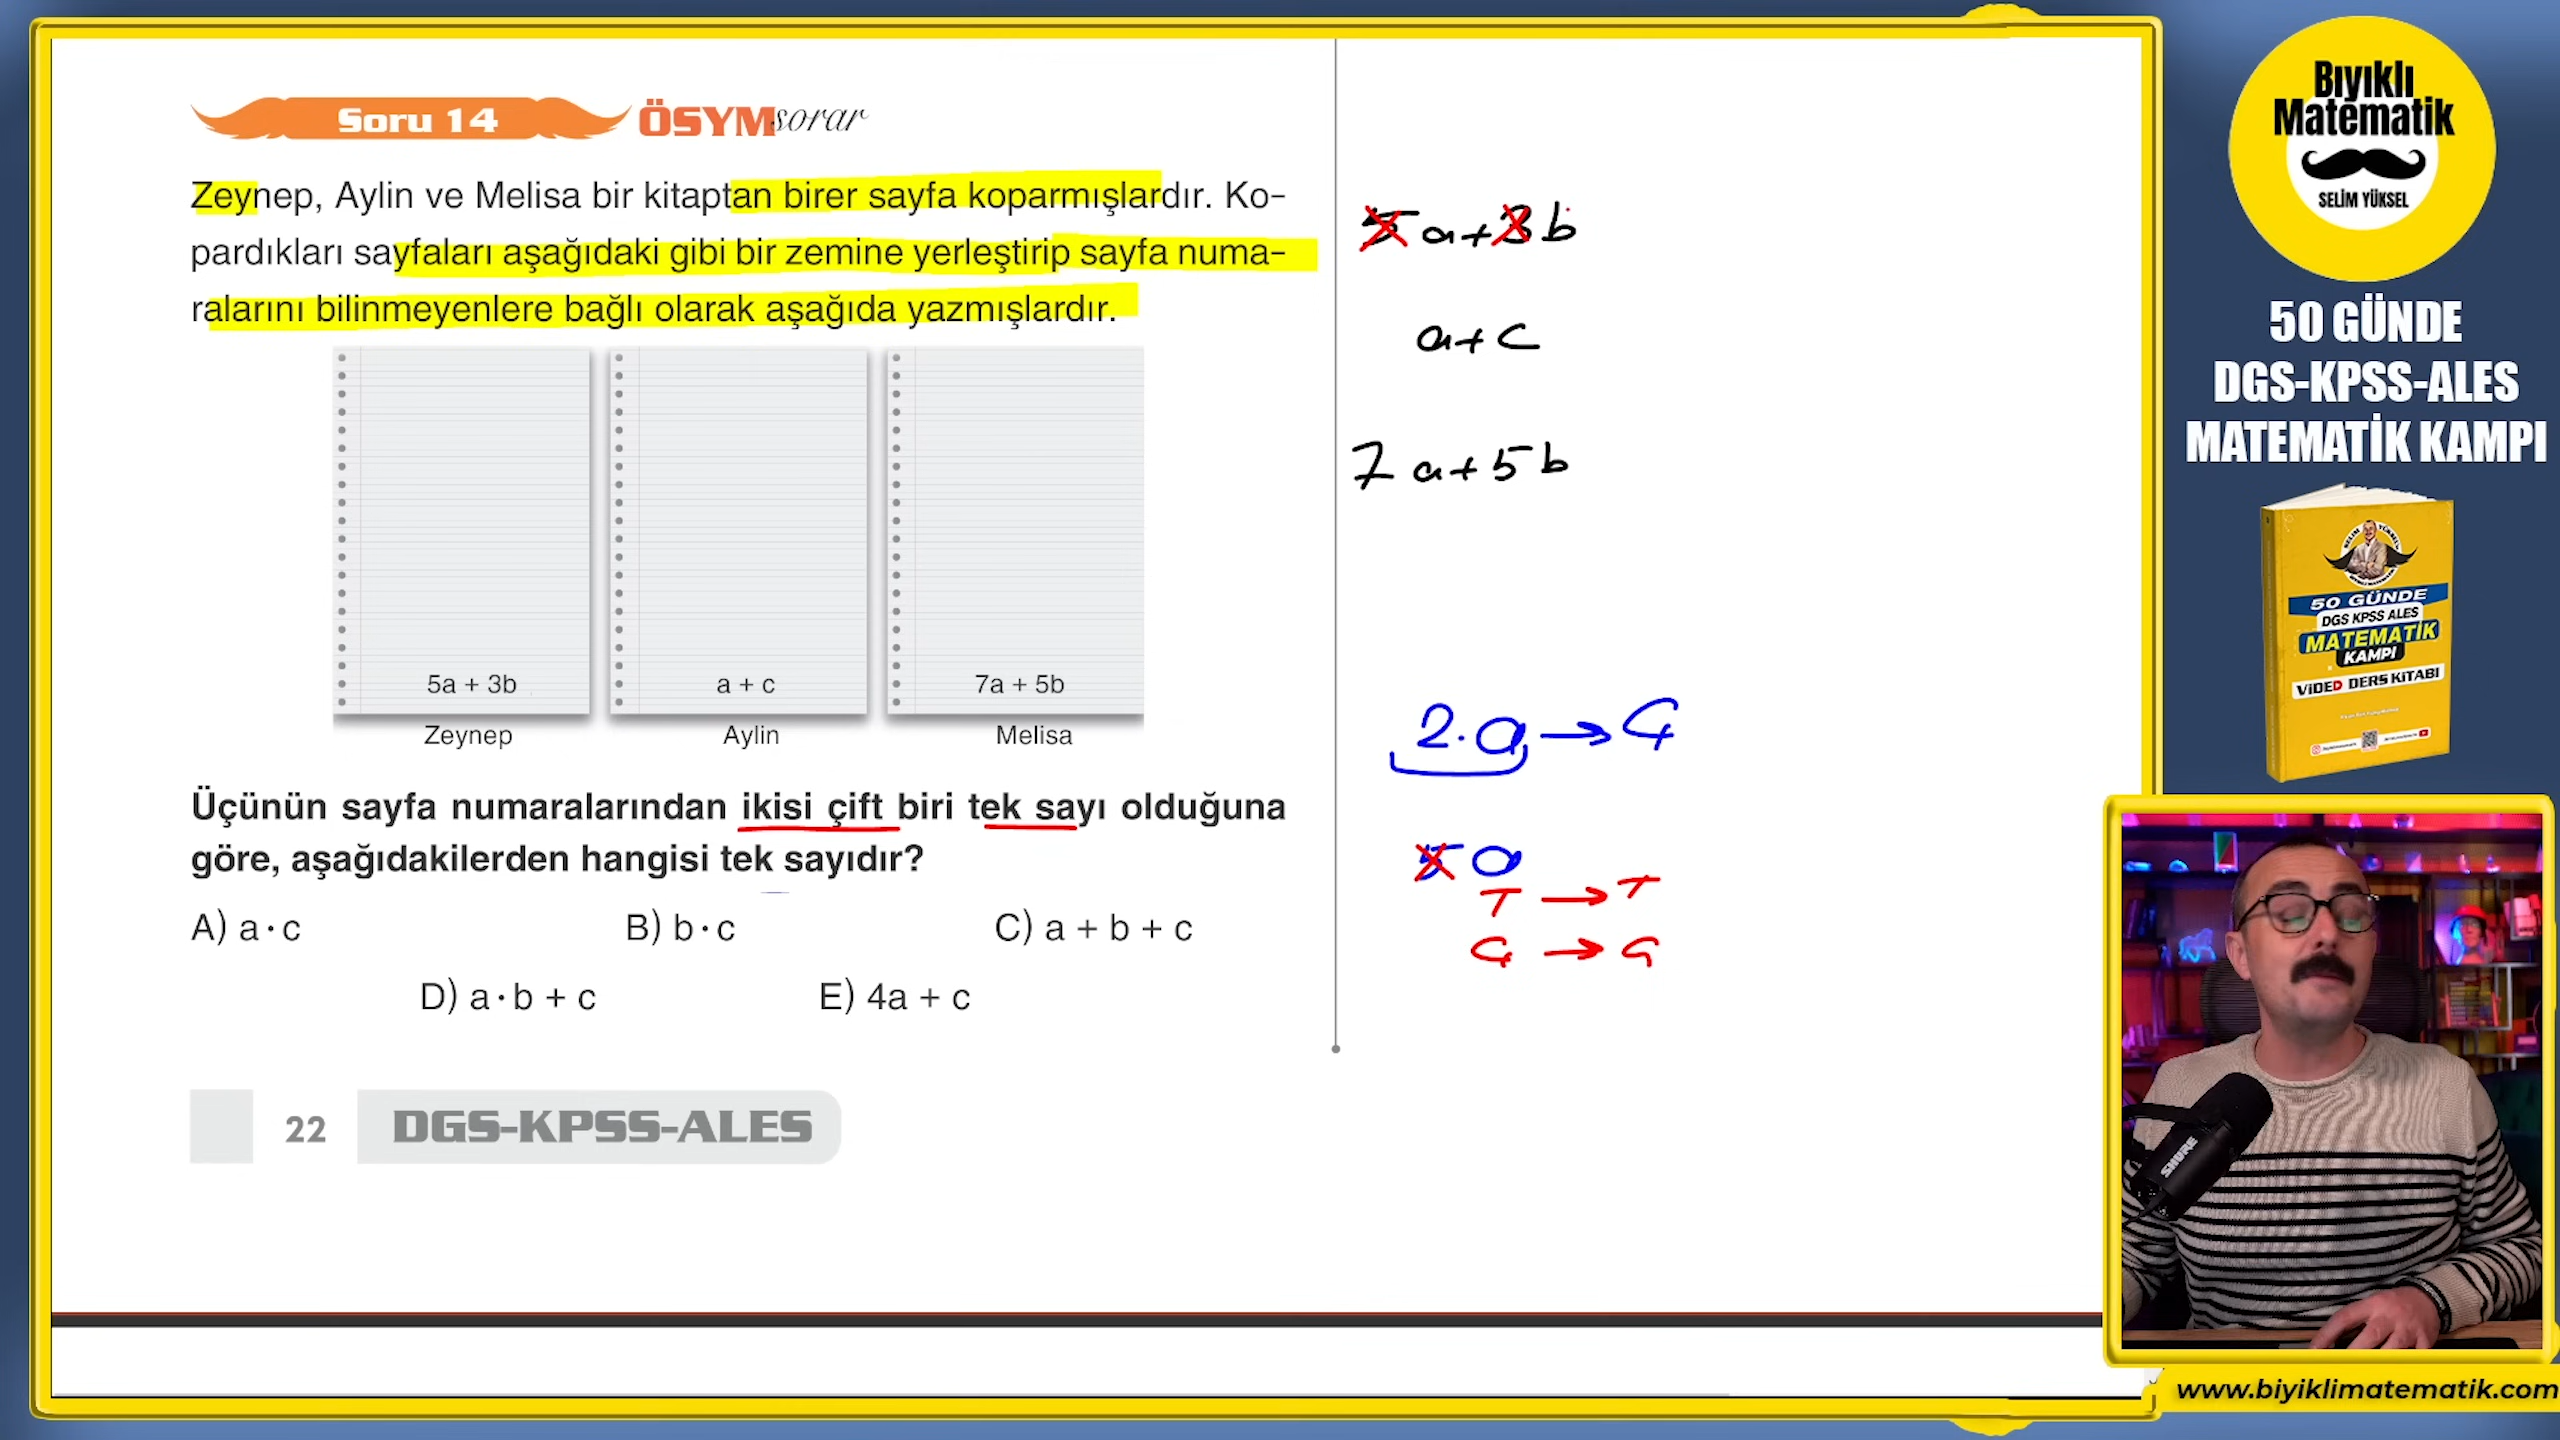 Soru 14 ÖSYM sorar
Zeynep, Aylin ve Melisa bir kitaptan birer sayfa koparmışlardır. Ko-
pardıkları sayfaları aşağıdaki gibi bir zemine yerleştirip sayfa numa-
ralarını bilinmeyenlere bağlı olarak aşağıda yazmışlardır.
5a + 3b
a + c
7a + 5b
Zeynep
Aylin
Melisa
Üçünün sayfa numaralarından ikisi çift biri tek sayı olduğuna
göre, aşağıdakilerden hangisi tek sayıdır?
A) a · c
B) b · c
C) a + b + c
D) a · b + c
E) 4a + c
22
DGS-KPSS-ALES
5a+3b
a+c
7a+5b
2.a → Ç
5a
T → T
Ç → Ç
Bıyıklı
Matematik
SELİM YÜKSEL
50 GÜNDE
DGS-KPSS-ALES
MATEMATİK KAMPI
SELİM YÜKSEL
50 GÜNDE
DGS KPSS ALES
MATEMATİK
KAMPI
VİDEO DERS KİTABI
SHURE
www.biyiklimatematik.com